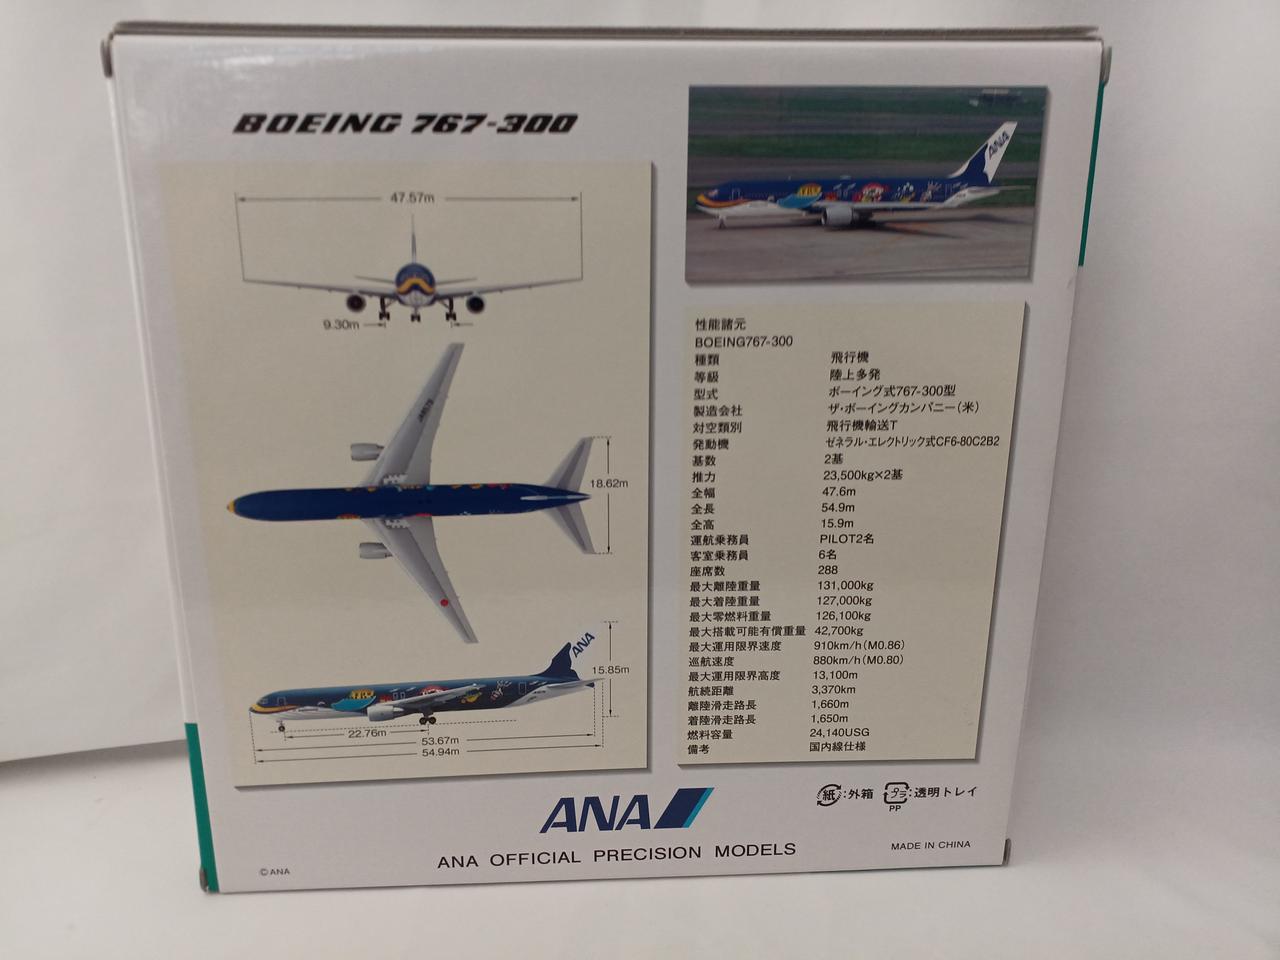 BOEING 767-300
47.57m
9.30m
18.62m
ANA
15.85m
22.76m
53.67m
54.94m
ANA
性能諸元
BOEING767-300
種類 飛行機
等級 陸上多発
型式 ボーイング式767-300型
製造会社 ザ・ボーイングカンパニー(米)
対空類別 飛行機輸送T
発動機 ゼネラル・エレクトリック式CF6-80C2B2
基数 2基
推力 23,500kg×2基
全幅 47.6m
全長 54.9m
全高 15.9m
運航乗務員 PILOT2名
客室乗務員 6名
座席数 288
最大離陸重量 131,000kg
最大着陸重量 127,000kg
最大零燃料重量 126,100kg
最大搭載可能有償重量 42,700kg
最大運用限界速度 910km/h(M0.86)
巡航速度 880km/h(M0.80)
最大運用限界高度 13,100m
航続距離 3,370km
離陸滑走路長 1,660m
着陸滑走路長 1,650m
燃料容量 24,140USG
備考 国内線仕様
紙:外箱 プラ:透明トレイ
PP
ANA
ANA OFFICIAL PRECISION MODELS
MADE IN CHINA
©ANA